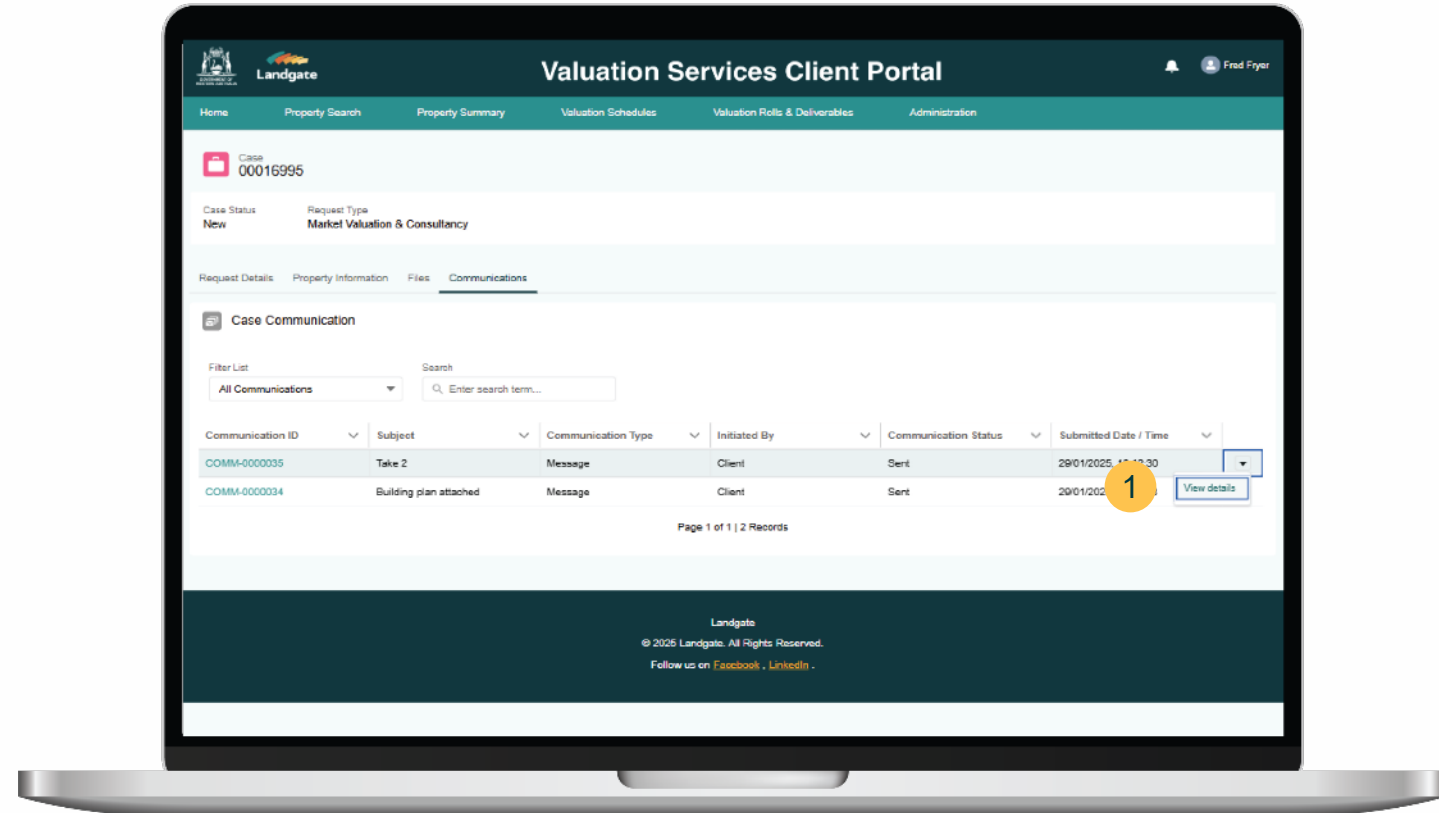 Landgate
Valuation Services Client Portal
Fred Fryer
Home Property Search Property Summary Valuation Schedules Valuation Rolls & Deliverables Administration
Case
00016995
Case Status Request Type
New Market Valuation & Consultancy
Request Details Property Information Files Communications
Case Communication
Filter List Search
All Communications Enter search term...
Communication ID Subject Communication Type Initiated By Communication Status Submitted Date / Time
COMM-0000035 Take 2 Message Client Sent 29/01/2025,
1 View details
COMM-0000034 Building plan attached Message Client Sent
Page 1 of 1 | 2 Records
Landgate
© 2025 Landgate. All Rights Reserved.
Follow us on Facebook , LinkedIn .